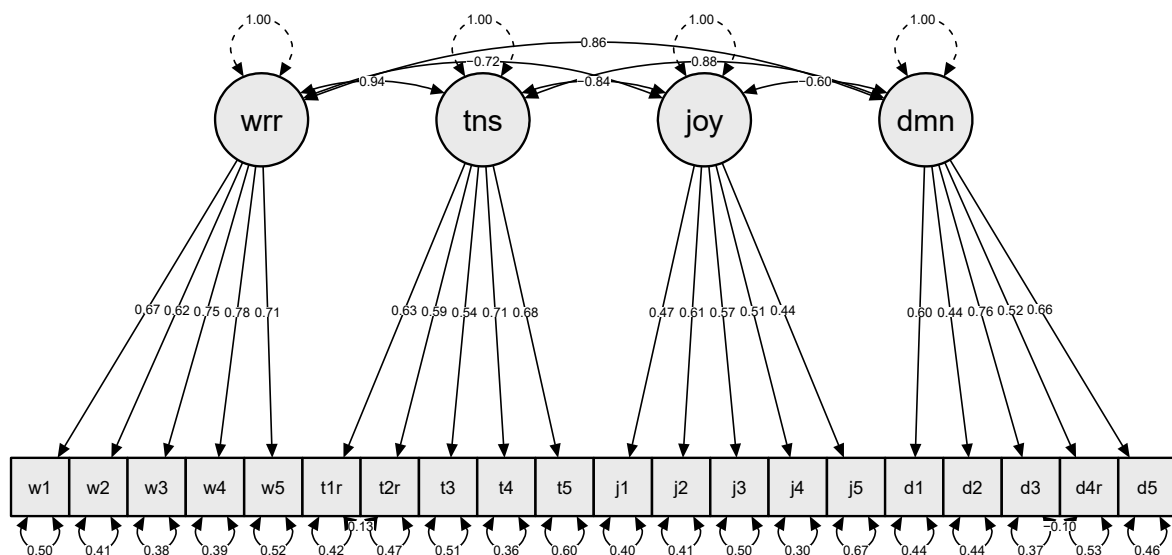 1.00 1.00 1.00 1.00
0.86
−0.72 0.88
0.94 −0.84 −0.60
wrr tns joy dmn
0.67 0.62 0.75 0.78 0.71 0.63 0.59 0.54 0.71 0.68 0.47 0.61 0.57 0.51 0.44 0.60 0.44 0.76 0.52 0.66
w1 w2 w3 w4 w5 t1r t2r t3 t4 t5 j1 j2 j3 j4 j5 d1 d2 d3 d4r d5
0.13 −0.10
0.50 0.41 0.38 0.39 0.52 0.42 0.47 0.51 0.36 0.60 0.40 0.41 0.50 0.30 0.67 0.44 0.44 0.37 0.53 0.46